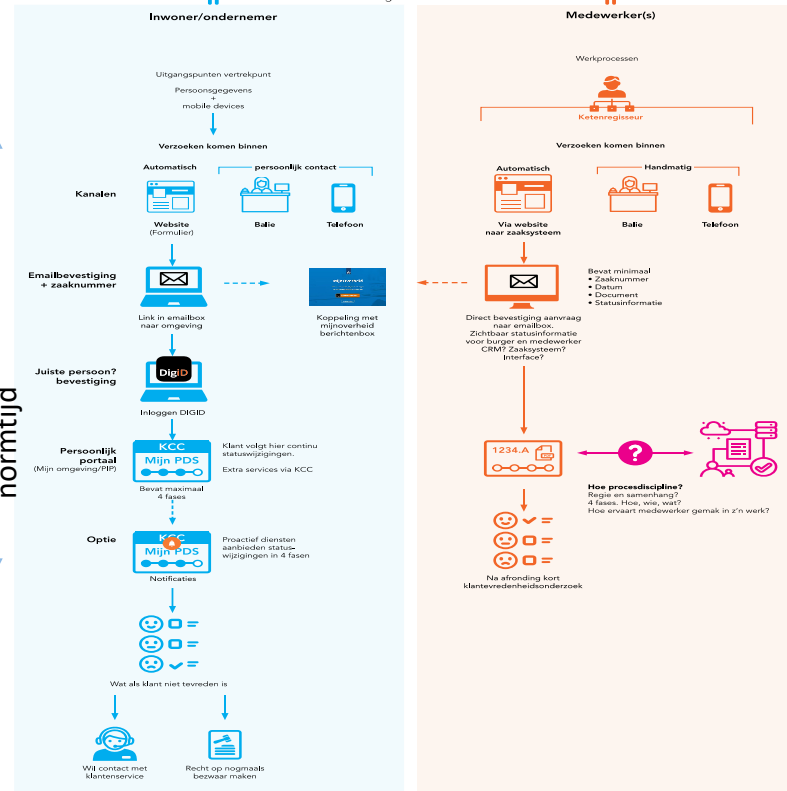 Inwoner/ondernemer
Uitgangspunten vertrekpunt
Persoonsgegevens
+
mobile devices
Verzoeken komen binnen
Automatisch
persoonlijk contact
Kanalen
Website
(Formulier)
Balie
Telefoon
Emailbevestiging
+ zaaknummer
Link in emailbox
naar omgeving
Koppeling met
mijnoverheid
berichtenbox
Juiste persoon?
bevestiging
DigiD
Inloggen DIGID
normtijd
Persoonlijk
portaal
(Mijn omgeving/PIP)
KCC
Mijn PDS
Bevat maximaal
4 fases
Klant volgt hier continu
statuswijzigingen.
Extra services via KCC
Optie
KCC
Mijn PDS
Notificaties
Proactief diensten
aanbieden status-
wijzigingen in 4 fasen
Wat als klant niet tevreden is
Wil contact met
klantenservice
Recht op nogmaals
bezwaar maken
Medewerker(s)
Werkprocessen
Ketenregisseur
Verzoeken komen binnen
Automatisch
Handmatig
Via website
naar zaaksysteem
Balie
Telefoon
Bevat minimaal
• Zaaknummer
• Datum
• Document
• Statusinformatie
Direct bevestiging aanvraag
naar emailbox.
Zichtbaar statusinformatie
voor burger en medewerker
CRM? Zaaksysteem?
Interface?
1234.A
?
Hoe procesdiscipline?
Regie en samenhang?
4 fases. Hoe, wie, wat?
Hoe ervaart medewerker gemak in z'n werk?
Na afronding kort
klantevredenheidsonderzoek